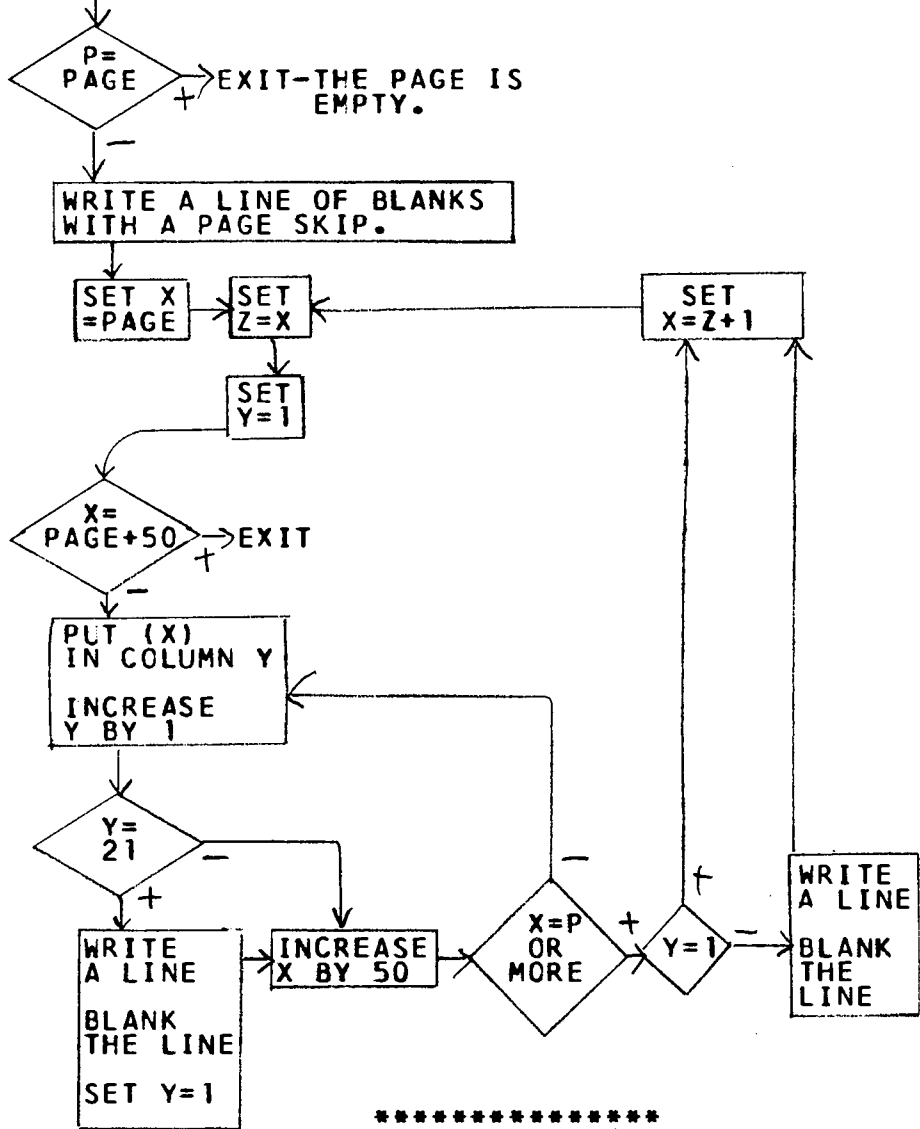 P=
PAGE
+
EXIT-THE PAGE IS
EMPTY.
-
WRITE A LINE OF BLANKS
WITH A PAGE SKIP.
SET X
=PAGE
SET
Z=X
SET
X=Z+1
SET
Y=1
X=
PAGE+50
+
EXIT
-
PUT (X)
IN COLUMN Y
INCREASE
Y BY 1
Y=
21
-
+
WRITE
A LINE
BLANK
THE LINE
SET Y=1
INCREASE
X BY 50
-
X=P
OR
MORE
+
+
Y=1
-
WRITE
A LINE
BLANK
THE
LINE
***************